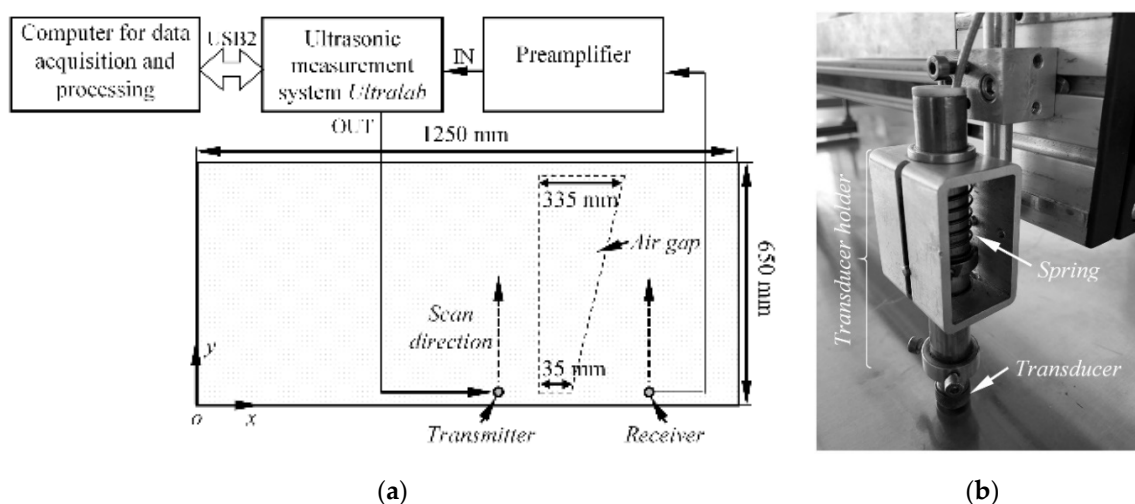 Computer for data
acquisition and
processing
USB2
Ultrasonic
measurement
system Ultralab
IN
Preamplifier
OUT
1250 mm
335 mm
Air gap
650 mm
Scan
direction
35 mm
y
o
x
Transmitter
Receiver
Transducer holder
Spring
Transducer
(a)
(b)